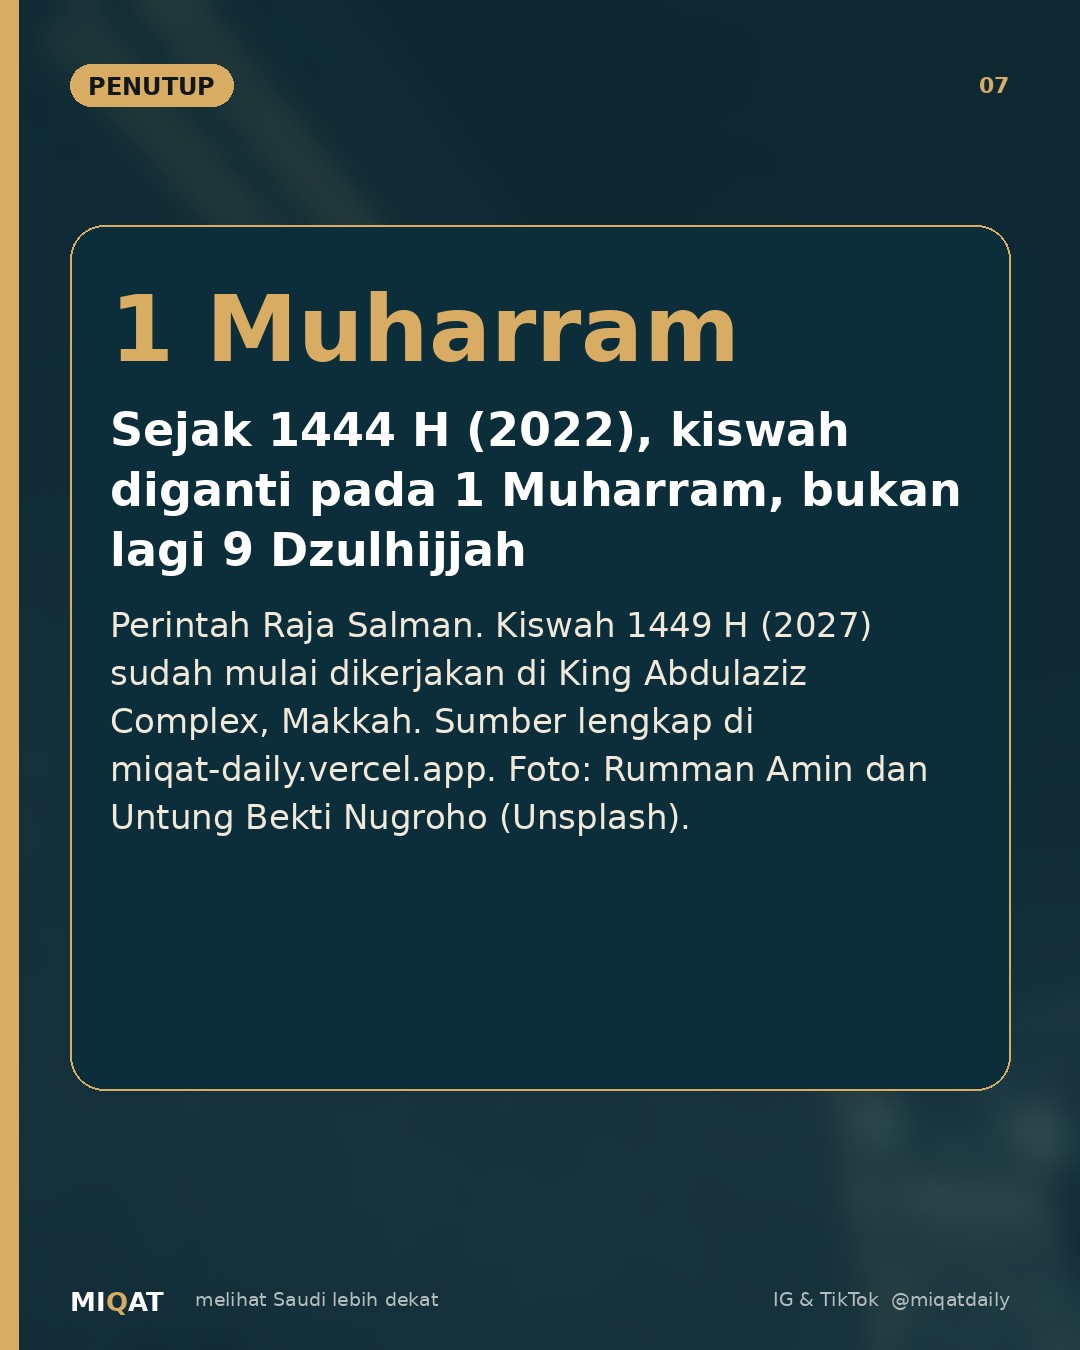 PENUTUP
07
1 Muharram
Sejak 1444 H (2022), kiswah
diganti pada 1 Muharram, bukan
lagi 9 Dzulhijjah
Perintah Raja Salman. Kiswah 1449 H (2027)
sudah mulai dikerjakan di King Abdulaziz
Complex, Makkah. Sumber lengkap di
miqat-daily.vercel.app. Foto: Rumman Amin dan
Untung Bekti Nugroho (Unsplash).
MIQAT melihat Saudi lebih dekat IG & TikTok @miqatdaily